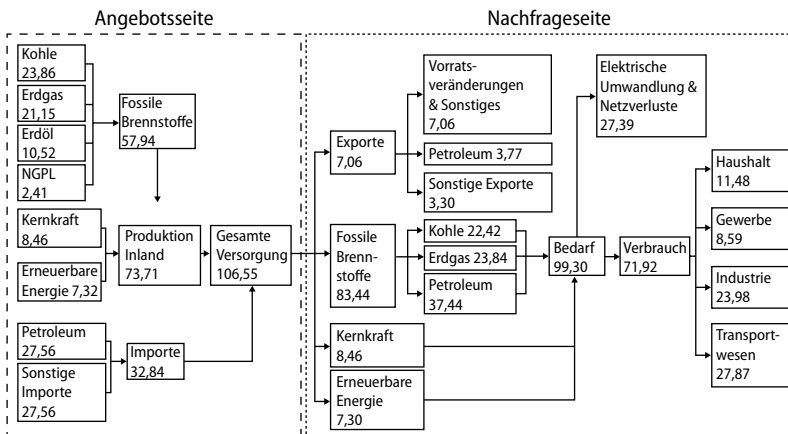 Angebotsseite
Nachfrageseite
Kohle
23,86
Erdgas
21,15
Erdöl
10,52
NGPL
2,41
Fossile
Brennstoffe
57,94
Kernkraft
8,46
Erneuerbare
Energie 7,32
Produktion
Inland
73,71
Gesamte
Versorgung
106,55
Petroleum
27,56
Sonstige
Importe
27,56
Importe
32,84
Exporte
7,06
Vorrats-
veränderungen
& Sonstiges
7,06
Petroleum 3,77
Sonstige Exporte
3,30
Fossile
Brenn-
stoffe
83,44
Kohle 22,42
Erdgas 23,84
Petroleum
37,44
Kernkraft
8,46
Erneuerbare
Energie
7,30
Elektrische
Umwandlung &
Netzverluste
27,39
Bedarf
99,30
Verbrauch
71,92
Haushalt
11,48
Gewerbe
8,59
Industrie
23,98
Transport-
wesen
27,87